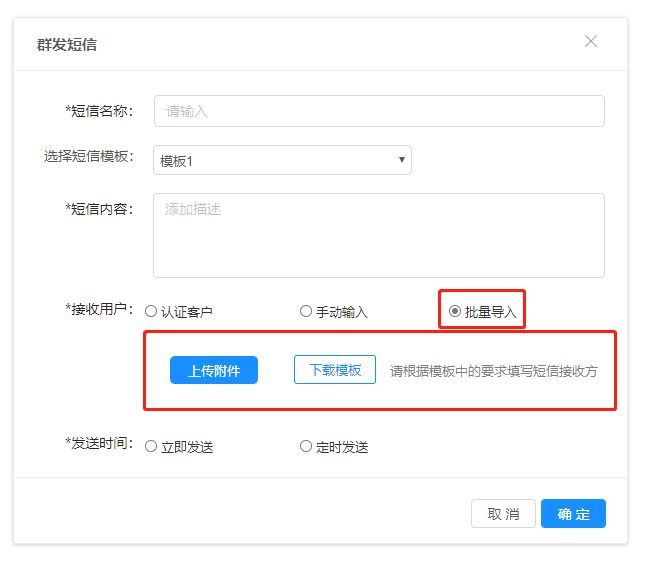 群发短信
*短信名称： 请输入
选择短信模板： 模板1
*短信内容： 添加描述
*接收用户： 认证客户 手动输入 批量导入
上传附件 下载模板 请根据模板中的要求填写短信接收方
*发送时间： 立即发送 定时发送
取 消 确 定